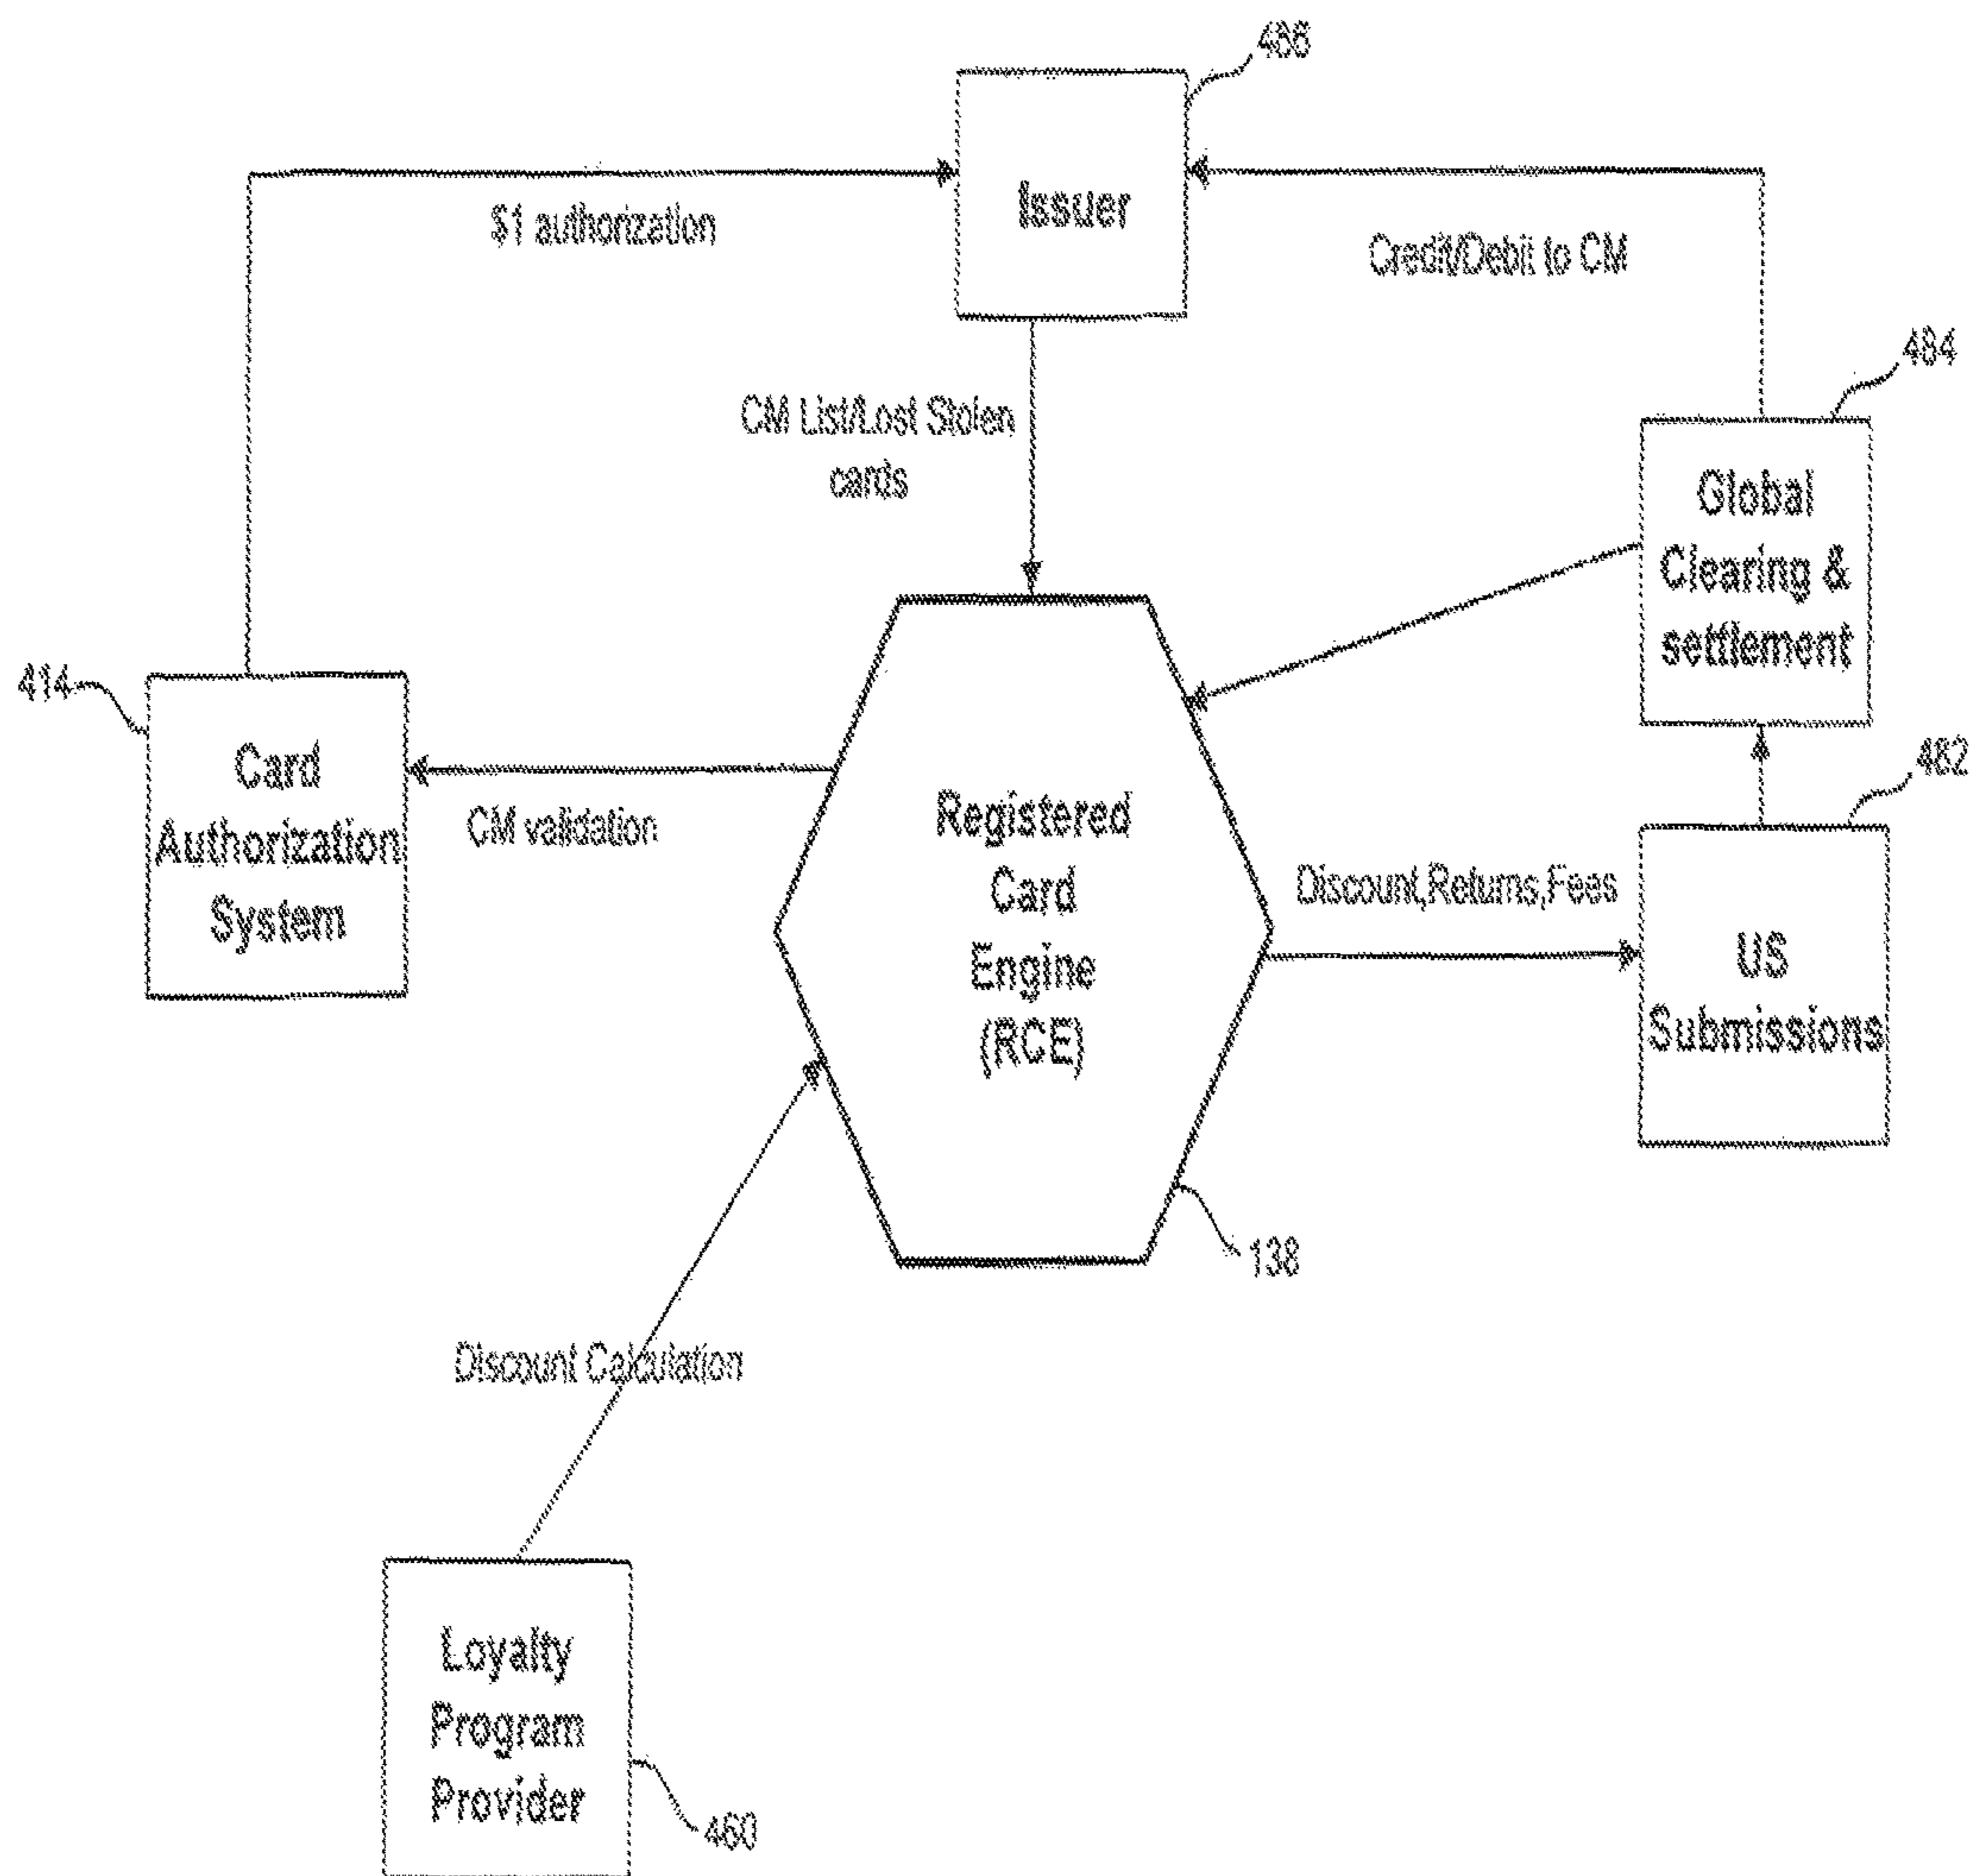 488
Issuer
$1 authorization
Credit/Debit to CM
484
CM List/Lost Stolen
cards
Global
Clearing &
settlement
414
Card
Authorization
System
CM validation
482
Registered
Card
Engine
(RCE)
Discount,Returns,Fees
US
Submissions
138
Discount Calculation
Loyalty
Program
Provider
460